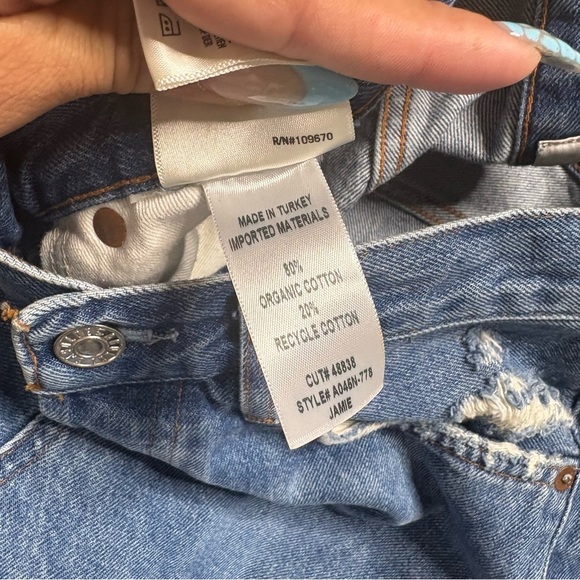 R/N#109670
MADE IN TURKEY
IMPORTED MATERIALS
80%
ORGANIC COTTON
20%
RECYCLE COTTON
CUT# 48838
STYLE# A046N-778
JAMIE